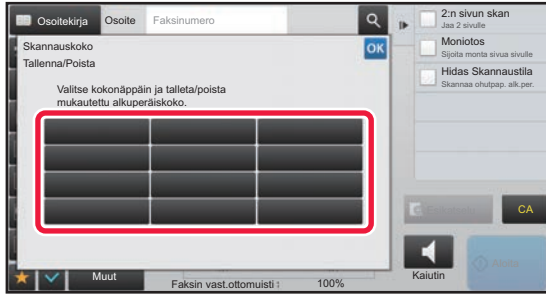 Osoitekirja Osoite Faksinumero
Skannauskoko
Tallenna/Poista
OK
Valitse kokonäppäin ja talleta/poista
mukautettu alkuperäiskoko.
2:n sivun skan
Jaa 2 sivulle
Moniotos
Sijoita monta sivua sivulle
Hidas Skannaustila
Skannaa ohutpap. alk.per.
CA
Kaiutin
Muut
Faksin vast.ottomuisti : 100%